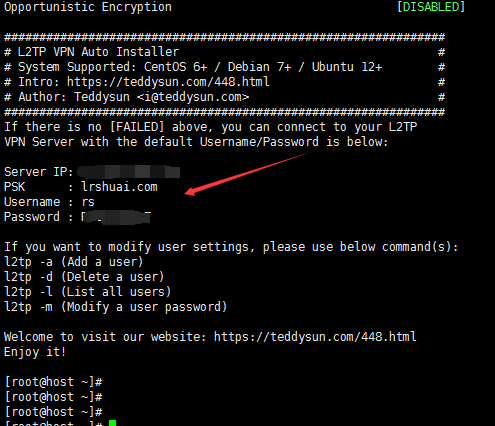 Opportunistic Encryption [DISABLED]
###############################################################
# L2TP VPN Auto Installer #
# System Supported: CentOS 6+ / Debian 7+ / Ubuntu 12+ #
# Intro: https://teddysun.com/448.html #
# Author: Teddysun <i@teddysun.com> #
###############################################################
If there is no [FAILED] above, you can connect to your L2TP
VPN Server with the default Username/Password is below:
Server IP:
PSK : lrshuai.com
Username : rs
Password :
If you want to modify user settings, please use below command(s):
l2tp -a (Add a user)
l2tp -d (Delete a user)
l2tp -l (List all users)
l2tp -m (Modify a user password)
Welcome to visit our website: https://teddysun.com/448.html
Enjoy it!
[root@host ~]#
[root@host ~]#
[root@host ~]#
[root@host ~]#